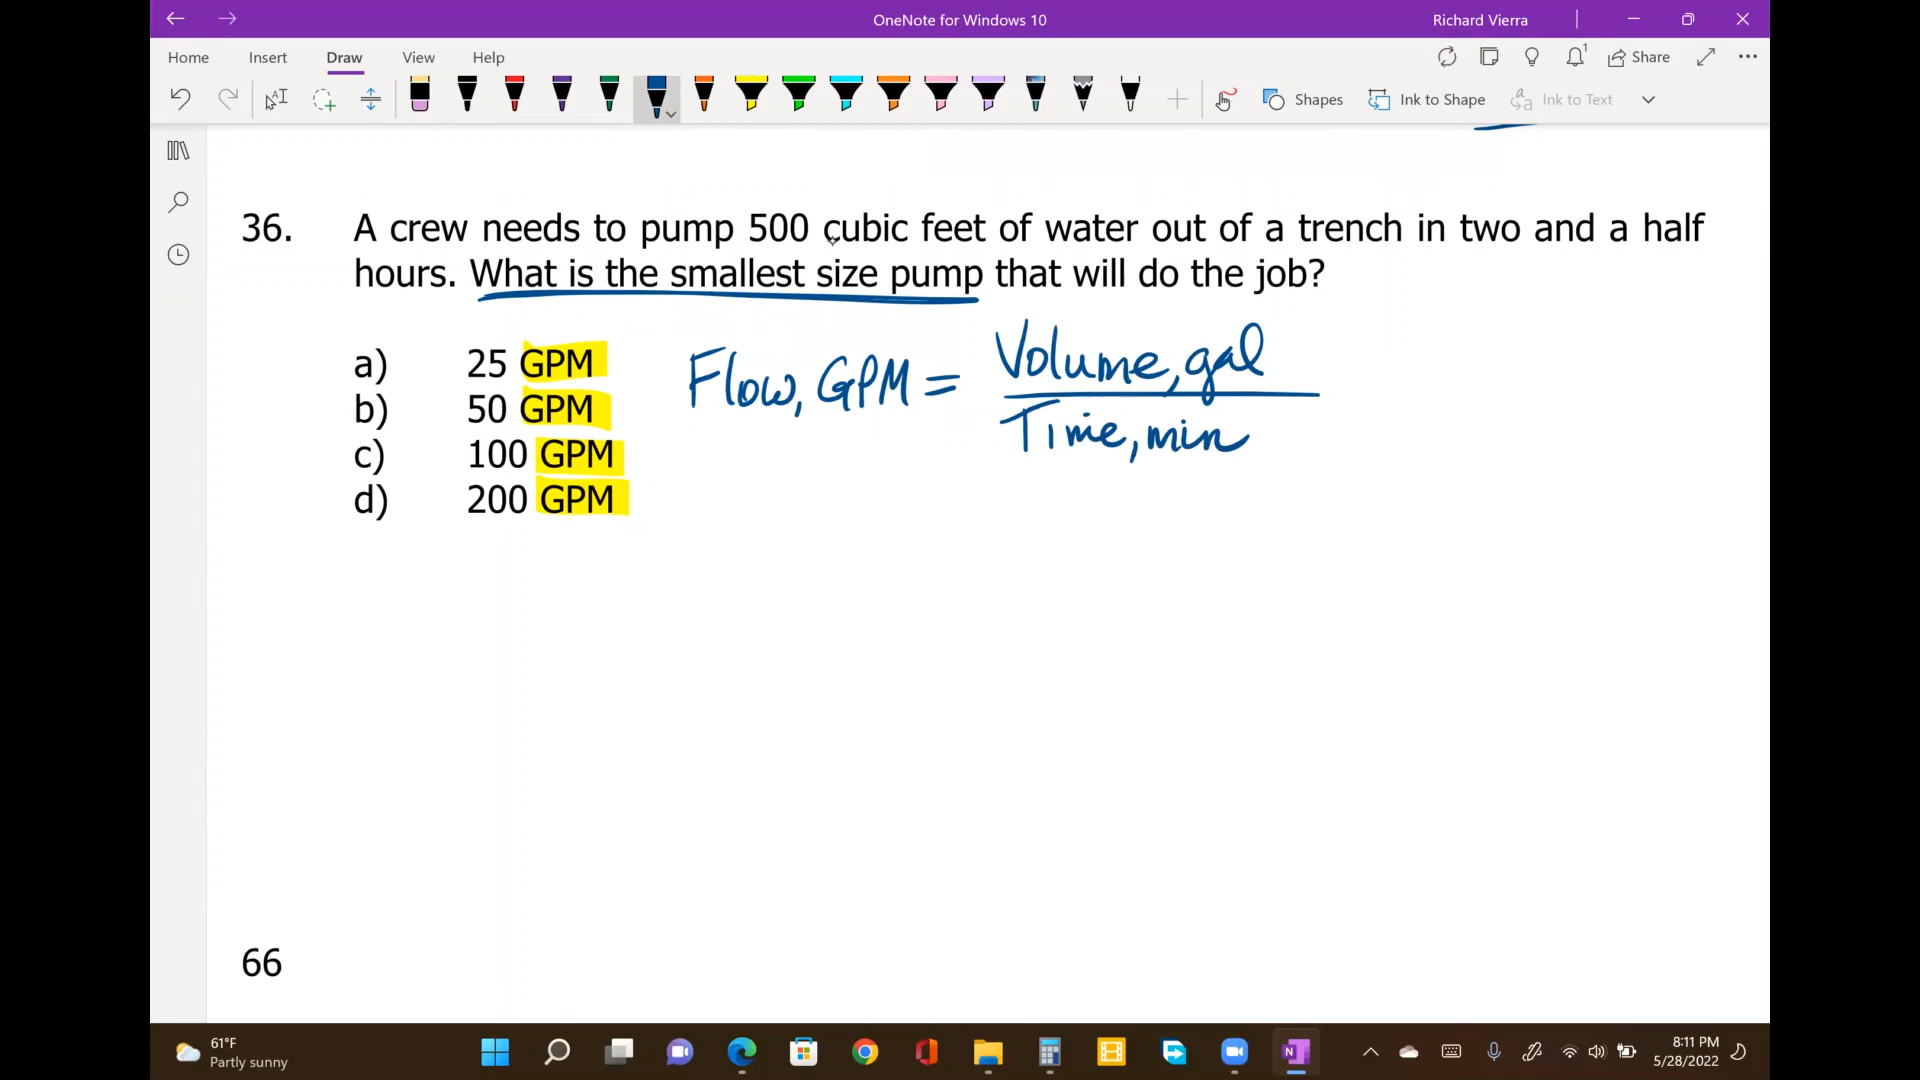 OneNote for Windows 10
Richard Vierra
Home Insert Draw View Help
1
Share
Shapes
Ink to Shape
Ink to Text
36. A crew needs to pump 500 cubic feet of water out of a trench in two and a half
hours. What is the smallest size pump that will do the job?
a) 25 GPM
b) 50 GPM
c) 100 GPM
d) 200 GPM
Flow, GPM = Volume, gal
Time, min
66
61°F
Partly sunny
8:11 PM
5/28/2022